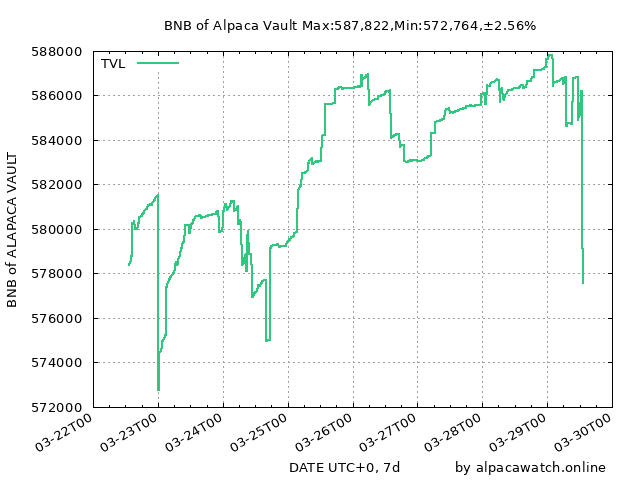 BNB of Alpaca Vault Max:587,822,Min:572,764,±2.56%
TVL
588000
586000
584000
582000
580000
578000
576000
574000
572000
BNB of ALAPACA VAULT
03-22T00
03-23T00
03-24T00
03-25T00
03-26T00
03-27T00
03-28T00
03-29T00
03-30T00
DATE UTC+0, 7d
by alpacawatch.online